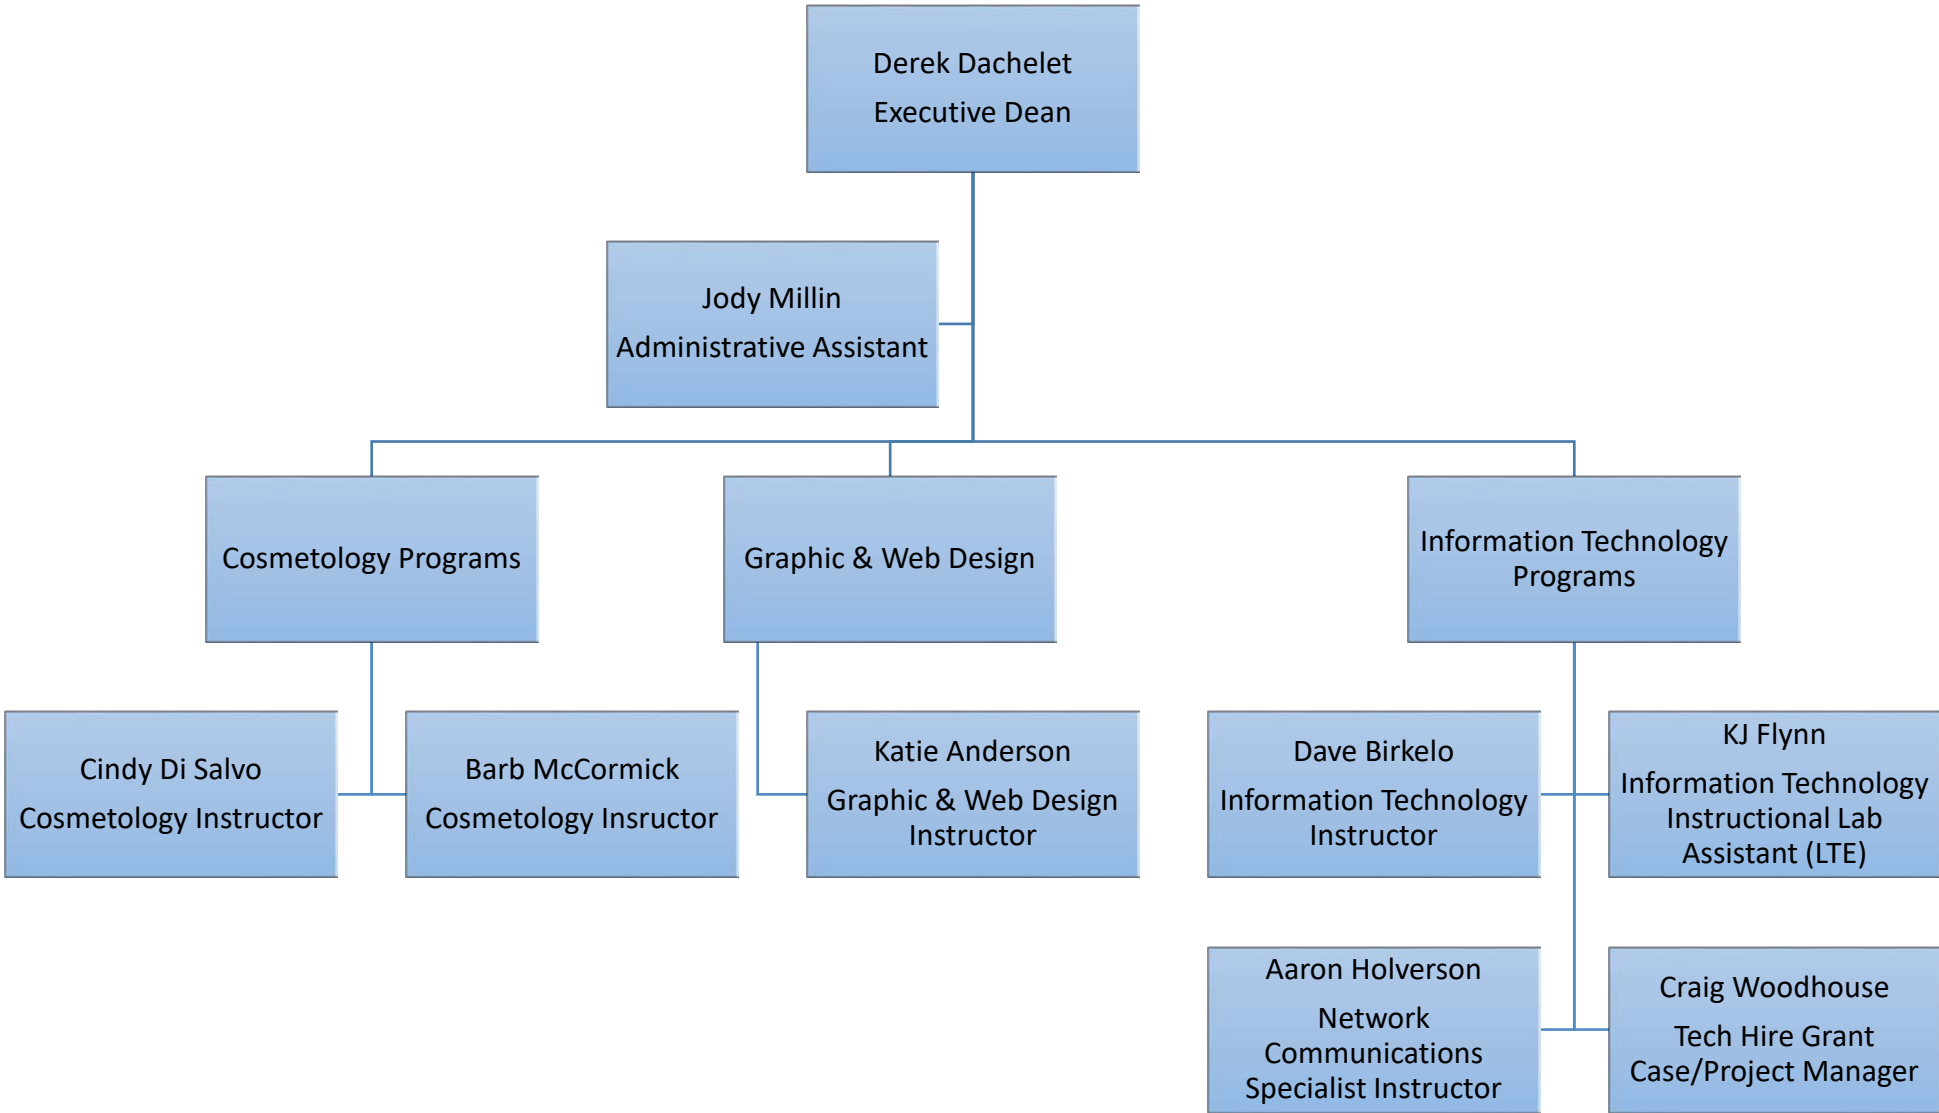 Derek Dachelet
Executive Dean
Jody Millin
Administrative Assistant
Cosmetology Programs
Graphic & Web Design
Information Technology
Programs
Cindy Di Salvo
Cosmetology Instructor
Barb McCormick
Cosmetology Insructor
Katie Anderson
Graphic & Web Design
Instructor
Dave Birkelo
Information Technology
Instructor
KJ Flynn
Information Technology
Instructional Lab
Assistant (LTE)
Aaron Holverson
Network
Communications
Specialist Instructor
Craig Woodhouse
Tech Hire Grant
Case/Project Manager